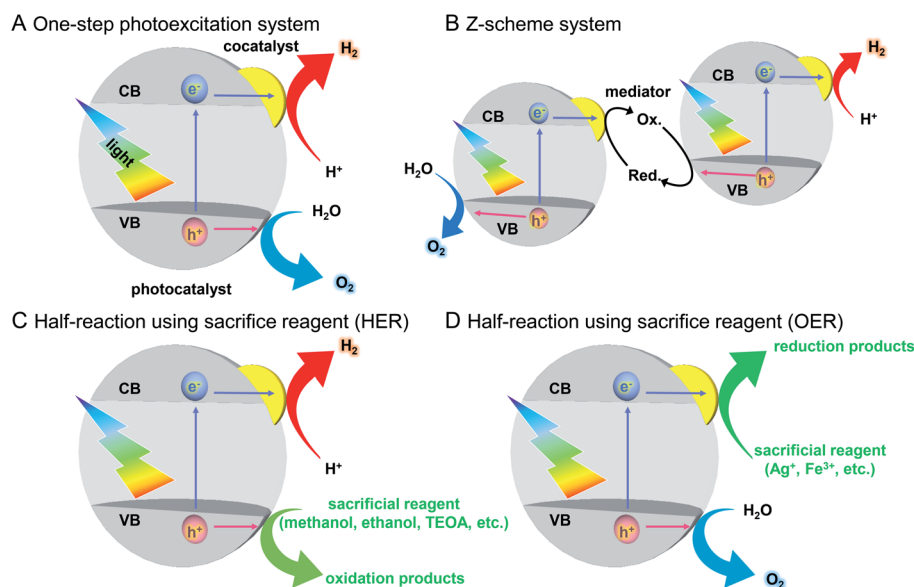 A One-step photoexcitation system
cocatalyst
H₂
CB
e⁻
light
H⁺
H₂O
VB
h⁺
O₂
photocatalyst
B Z-scheme system
H₂
CB
e⁻
mediator
CB
e⁻
Ox.
H⁺
H₂O
Red.
VB
h⁺
VB
h⁺
O₂
C Half-reaction using sacrifice reagent (HER)
H₂
CB
e⁻
H⁺
sacrificial reagent
(methanol, ethanol, TEOA, etc.)
VB
h⁺
oxidation products
D Half-reaction using sacrifice reagent (OER)
reduction products
CB
e⁻
sacrificial reagent
(Ag⁺, Fe³⁺, etc.)
H₂O
VB
h⁺
O₂